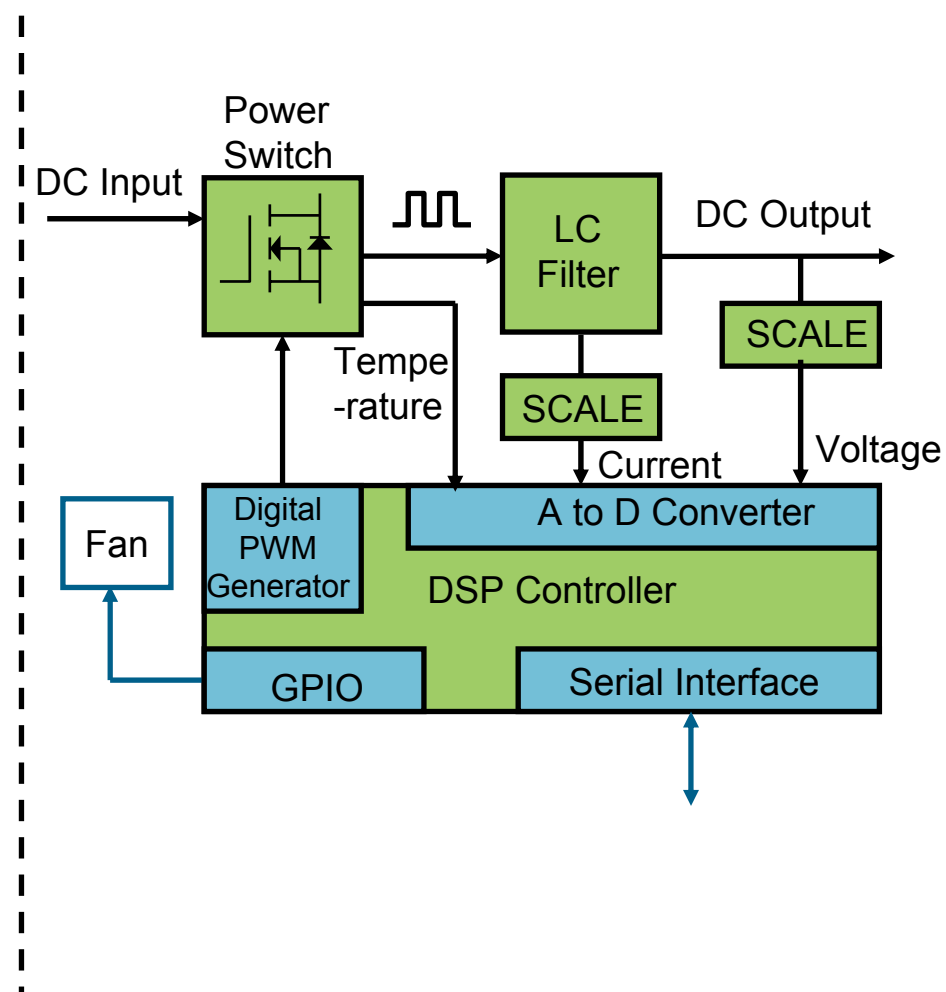 Power
Switch
DC Input
LC
Filter
DC Output
SCALE
Tempe
-rature
SCALE
Current
Voltage
Digital
PWM
Generator
A to D Converter
Fan
DSP Controller
GPIO
Serial Interface